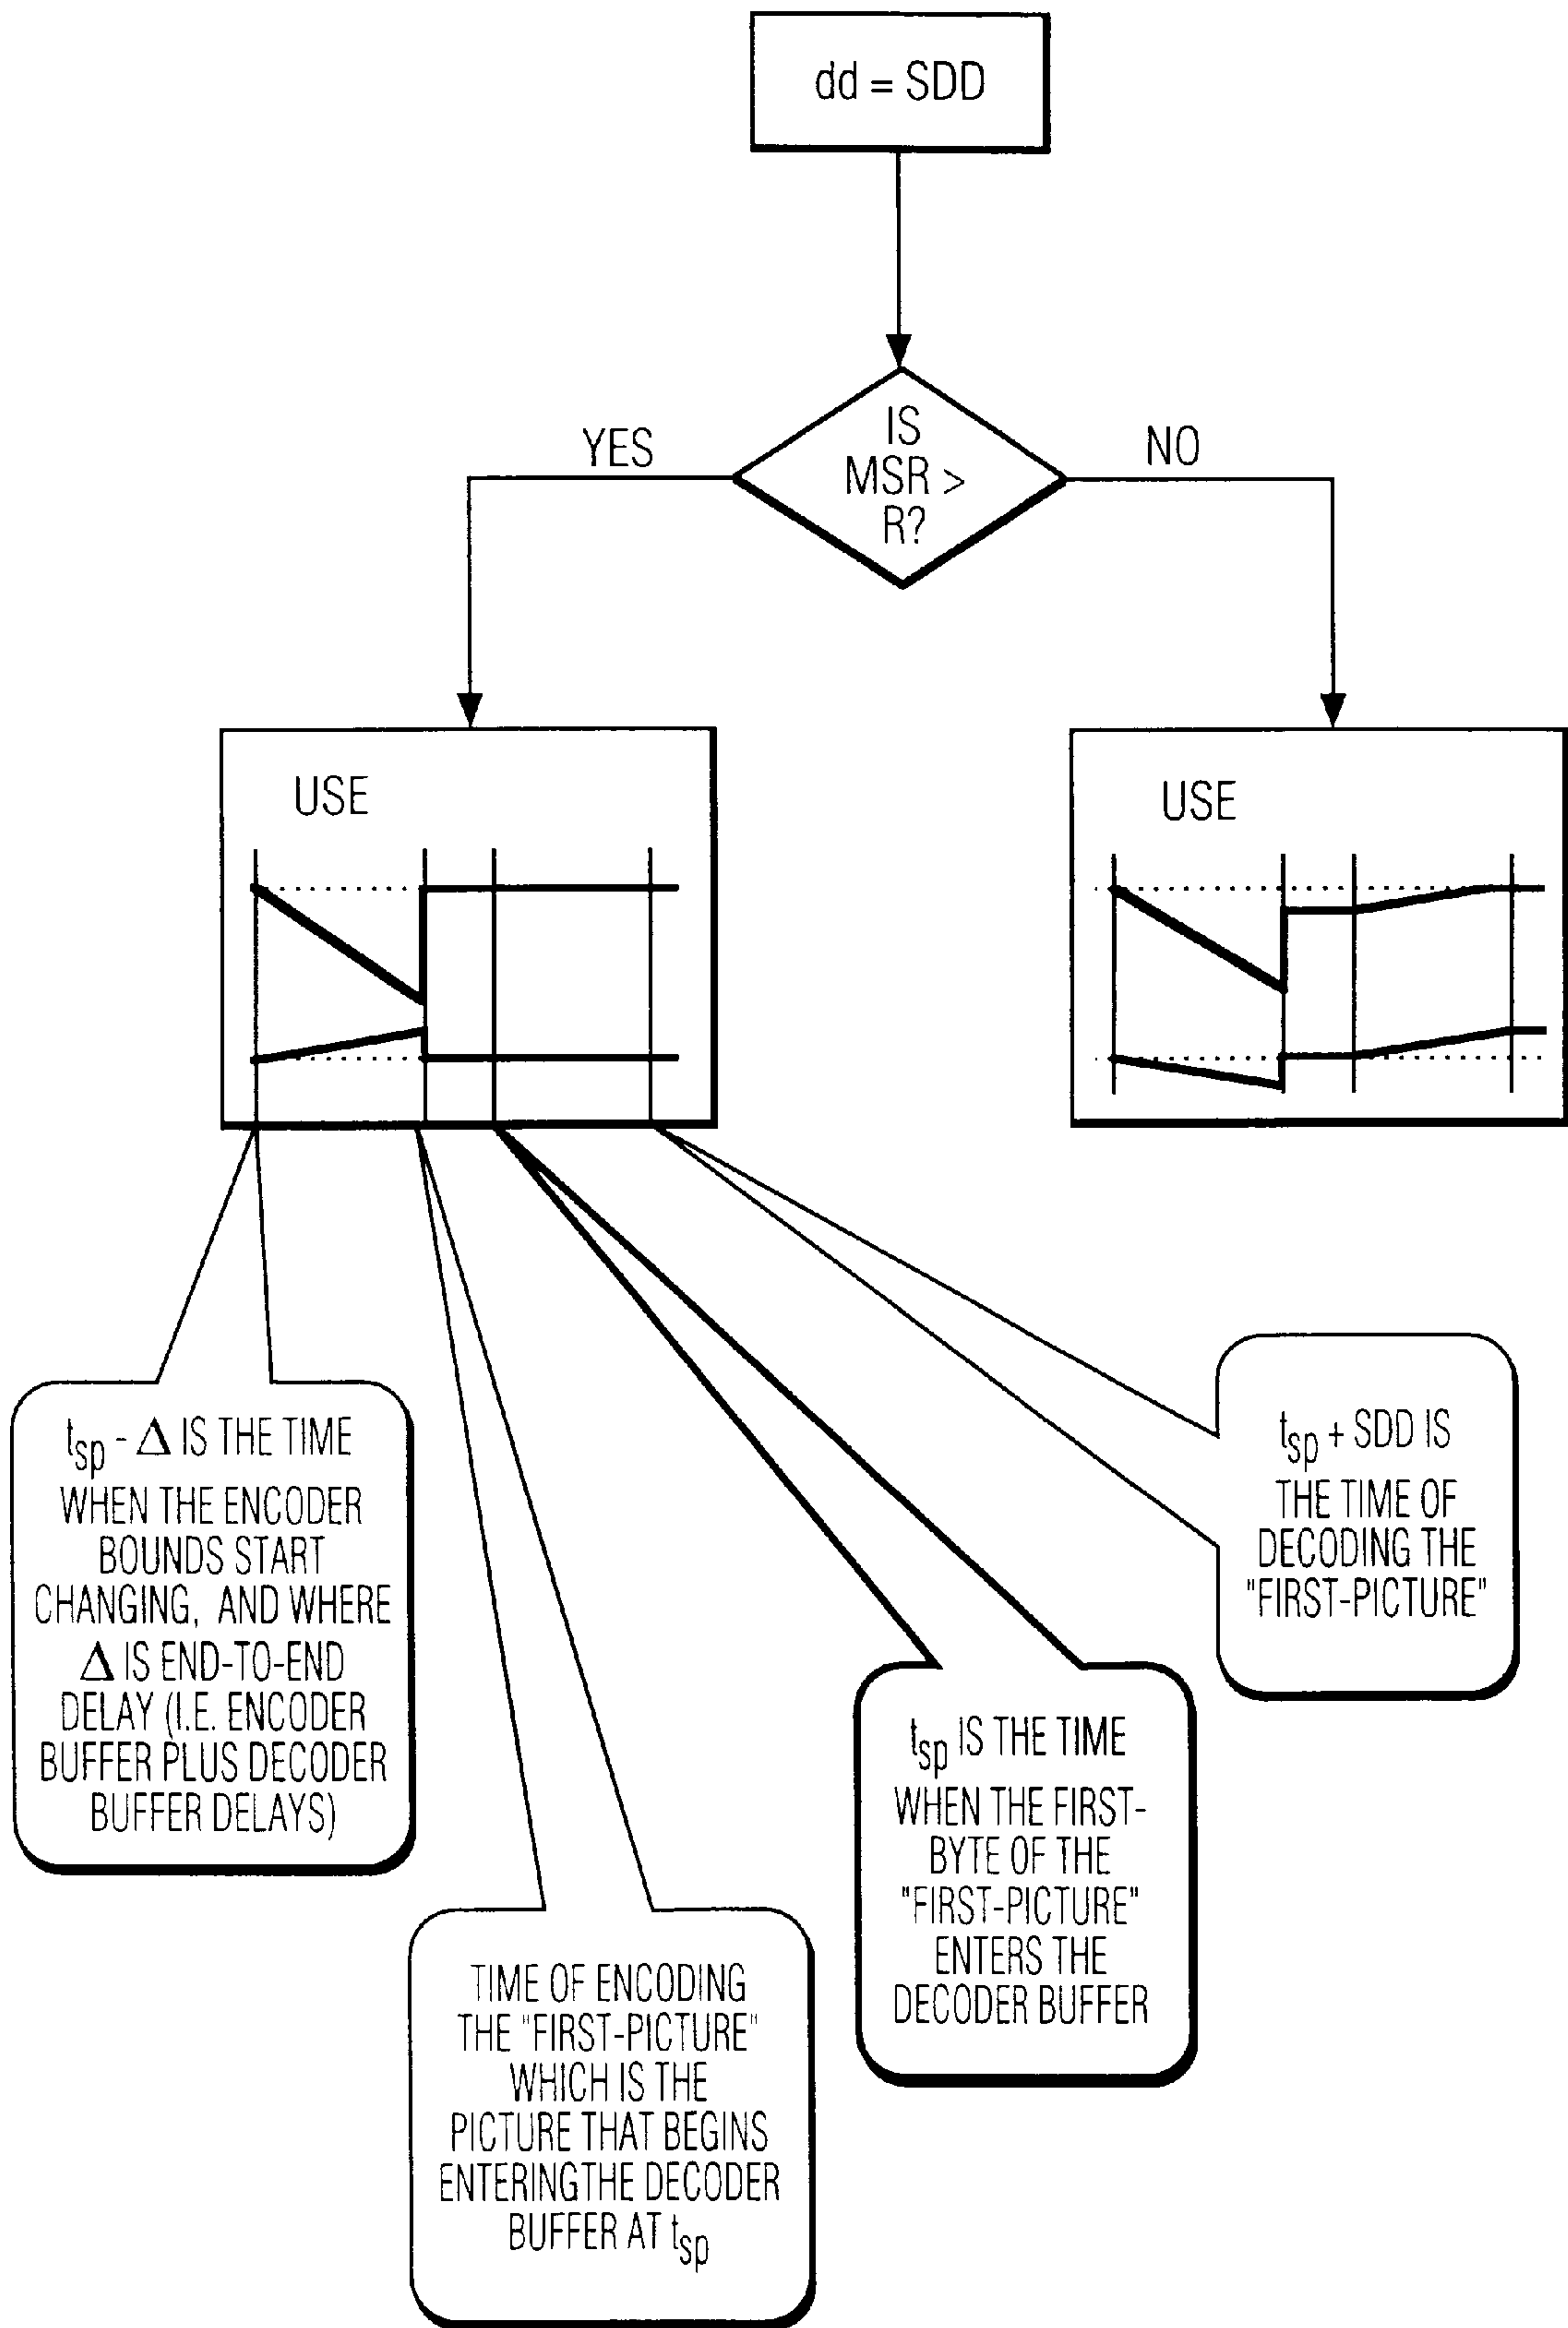 dd = SDD
IS
MSR >
R?
YES
NO
USE
USE
tsp - Δ IS THE TIME
WHEN THE ENCODER
BOUNDS START
CHANGING, AND WHERE
Δ IS END-TO-END
DELAY (I.E. ENCODER
BUFFER PLUS DECODER
BUFFER DELAYS)
TIME OF ENCODING
THE "FIRST-PICTURE"
WHICH IS THE
PICTURE THAT BEGINS
ENTERINGTHE DECODER
BUFFER AT tsp
tsp IS THE TIME
WHEN THE FIRST-
BYTE OF THE
"FIRST-PICTURE"
ENTERS THE
DECODER BUFFER
tsp + SDD IS
THE TIME OF
DECODING THE
"FIRST-PICTURE"